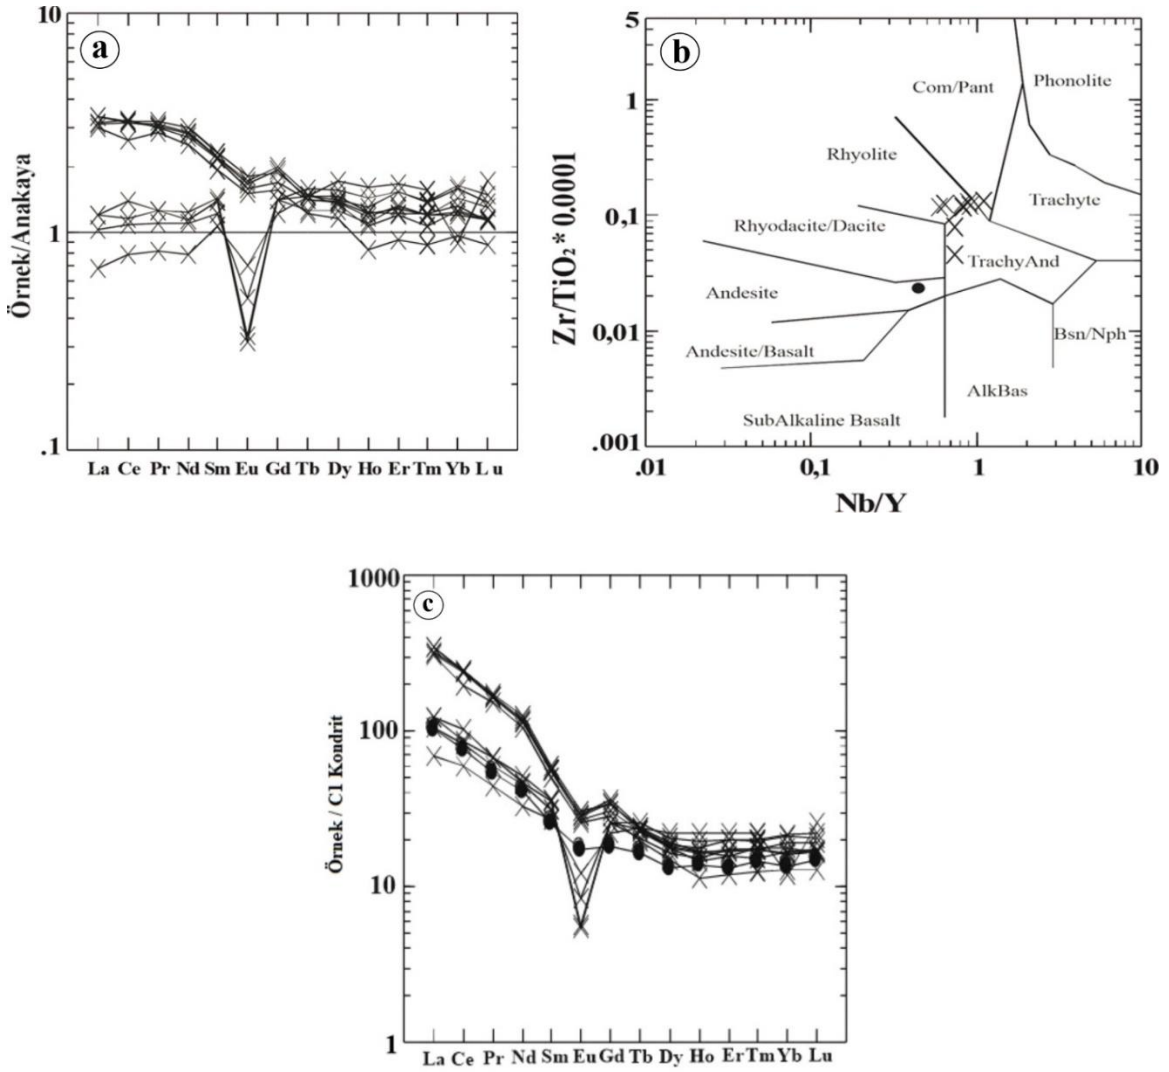 a
10
1
.1
Örnek/Anakaya
La Ce Pr Nd Sm Eu Gd Tb Dy Ho Er Tm Yb L u
b
5
1
0,1
0,01
.001
Zr/TiO₂ * 0.0001
Com/Pant
Phonolite
Rhyolite
Trachyte
Rhyodacite/Dacite
TrachyAnd
Andesite
Bsn/Nph
Andesite/Basalt
AlkBas
SubAlkaline Basalt
.01 0,1 1 10
Nb/Y
c
1000
100
10
1
Örnek / C1 Kondrit
La Ce Pr Nd Sm Eu Gd Tb Dy Ho Er Tm Yb Lu